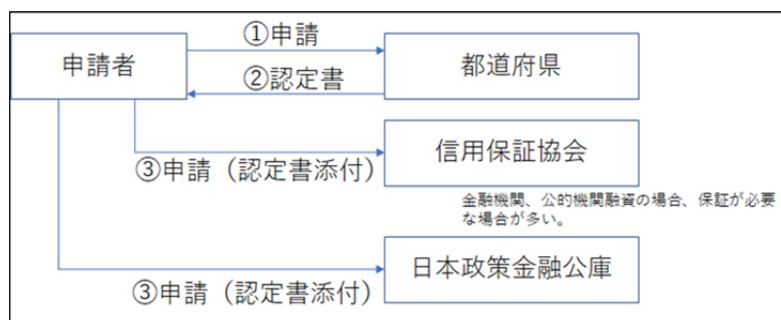 ①申請
申請者
都道府県
②認定書
信用保証協会
③申請（認定書添付）
金融機関、公的機関融資の場合、保証が必要
な場合が多い。
日本政策金融公庫
③申請（認定書添付）